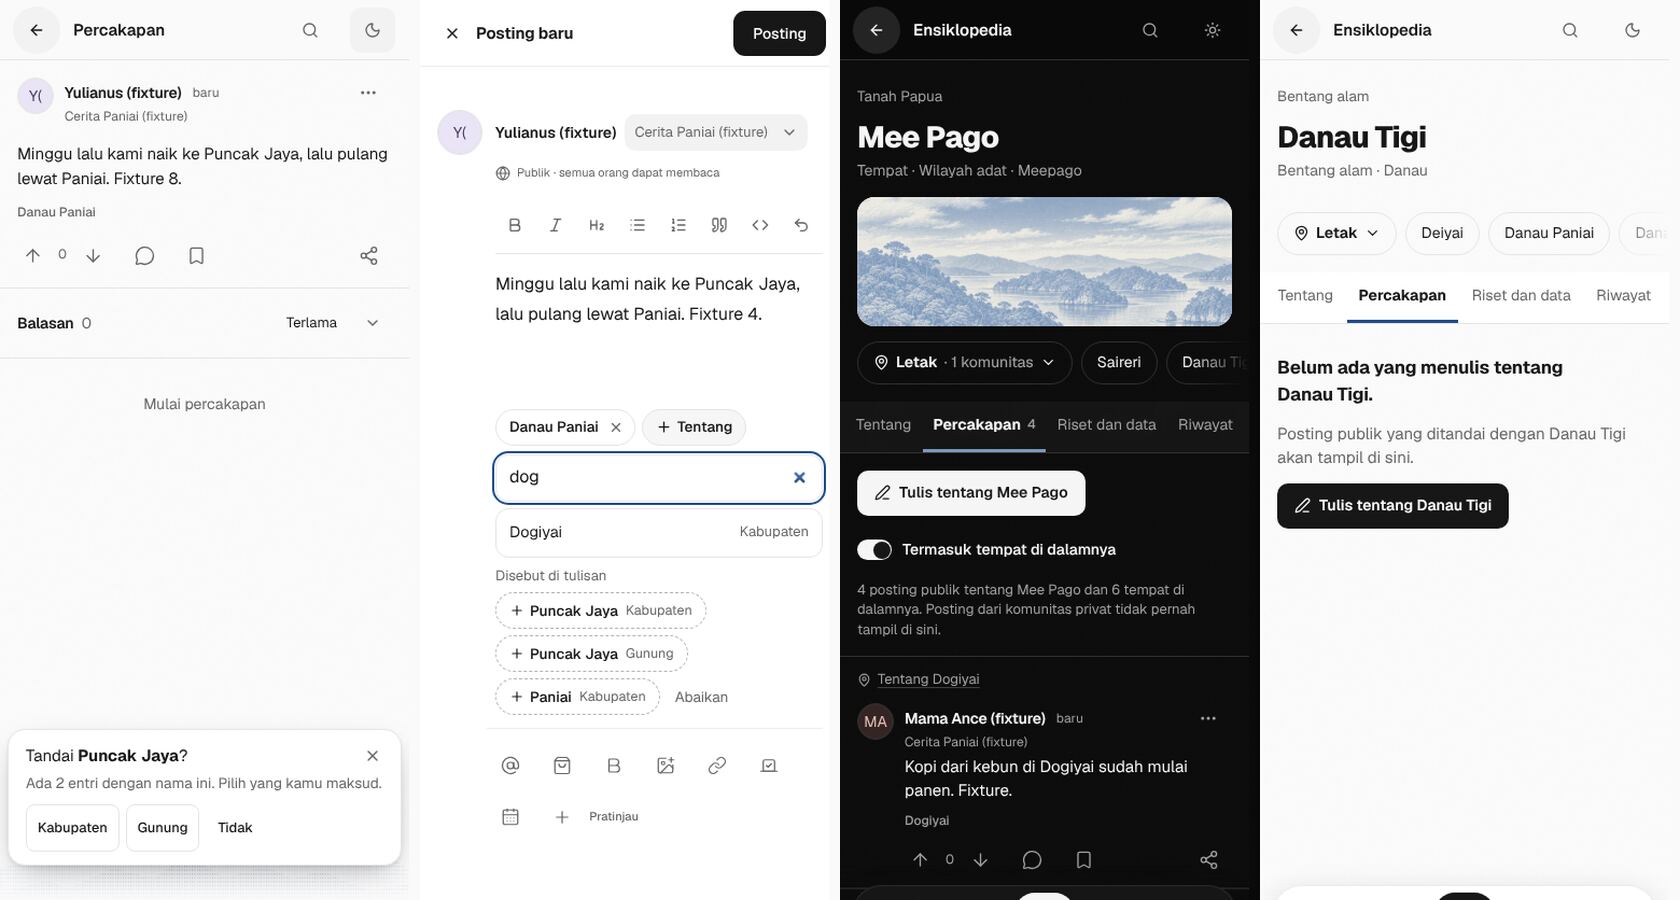 Percakapan
Y(
Yulianus (fixture) baru
Cerita Paniai (fixture)
Minggu lalu kami naik ke Puncak Jaya, lalu pulang
lewat Paniai. Fixture 8.
Danau Paniai
0
Balasan 0
Terlama
Mulai percakapan
Tandai Puncak Jaya?
Ada 2 entri dengan nama ini. Pilih yang kamu maksud.
Kabupaten
Gunung
Tidak
Posting baru
Posting
Y(
Yulianus (fixture)
Cerita Paniai (fixture)
Publik · semua orang dapat membaca
B
I
H2
Minggu lalu kami naik ke Puncak Jaya,
lalu pulang lewat Paniai. Fixture 4.
Danau Paniai
+ Tentang
dog
Dogiyai
Kabupaten
Disebut di tulisan
+ Puncak Jaya Kabupaten
+ Puncak Jaya Gunung
+ Paniai Kabupaten
Abaikan
@
B
Pratinjau
Ensiklopedia
Tanah Papua
Mee Pago
Tempat · Wilayah adat · Meepago
Letak · 1 komunitas
Saireri
Danau
Tentang
Percakapan 4
Riset dan data
Riwayat
Tulis tentang Mee Pago
Termasuk tempat di dalamnya
4 posting publik tentang Mee Pago dan 6 tempat di
dalamnya. Posting dari komunitas privat tidak pernah
tampil di sini.
Tentang Dogiyai
MA
Mama Ance (fixture) baru
Cerita Paniai (fixture)
Kopi dari kebun di Dogiyai sudah mulai
panen. Fixture.
Dogiyai
0
Ensiklopedia
Bentang alam
Danau Tigi
Bentang alam · Danau
Letak
Deiyai
Danau Paniai
Tentang
Percakapan
Riset dan data
Riwayat
Belum ada yang menulis tentang
Danau Tigi.
Posting publik yang ditandai dengan Danau Tigi
akan tampil di sini.
Tulis tentang Danau Tigi